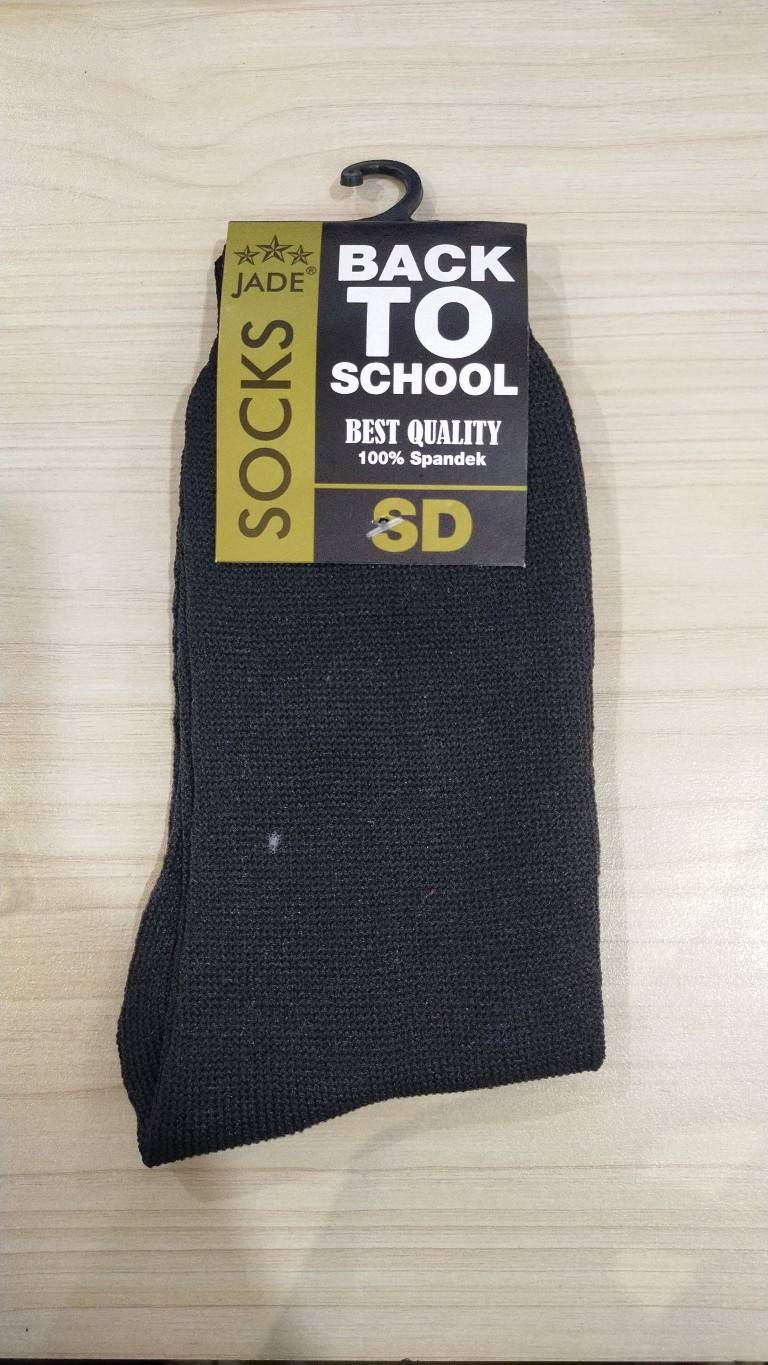 JADE®
SOCKS
BACK
TO
SCHOOL
BEST QUALITY
100% Spandek
SD